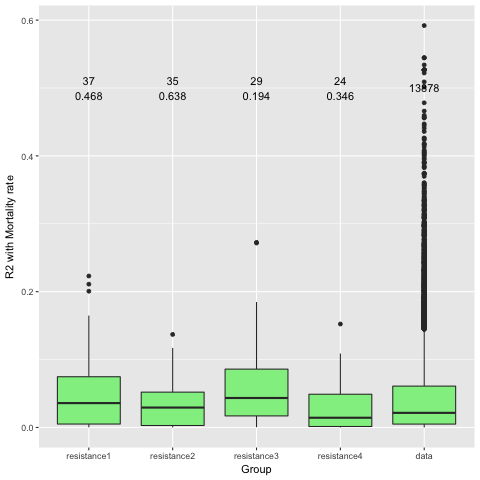 0.6
37 35 29 24 13578
0.468 0.638 0.194 0.346
0.4
R2 with Mortality rate
0.2
0.0
resistance1 resistance2 resistance3 resistance4 data
Group